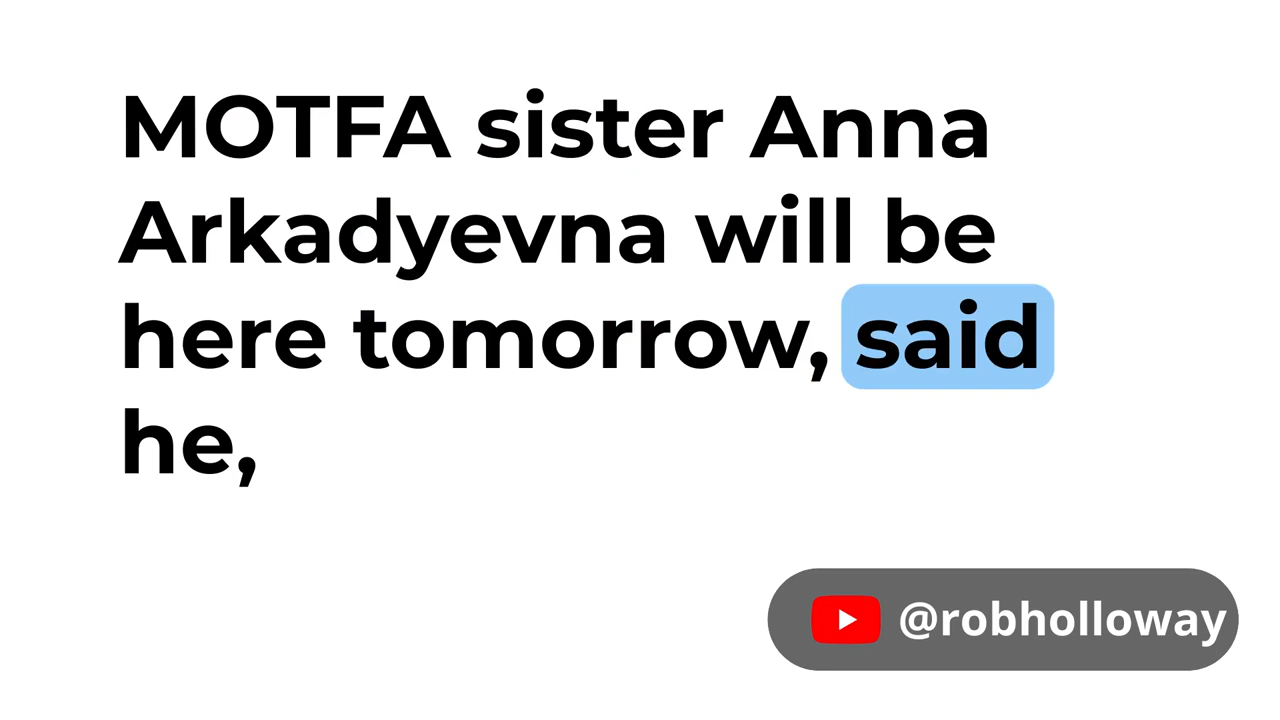 MOTFA sister Anna
Arkadyevna will be
here tomorrow, said
he,
@robholloway